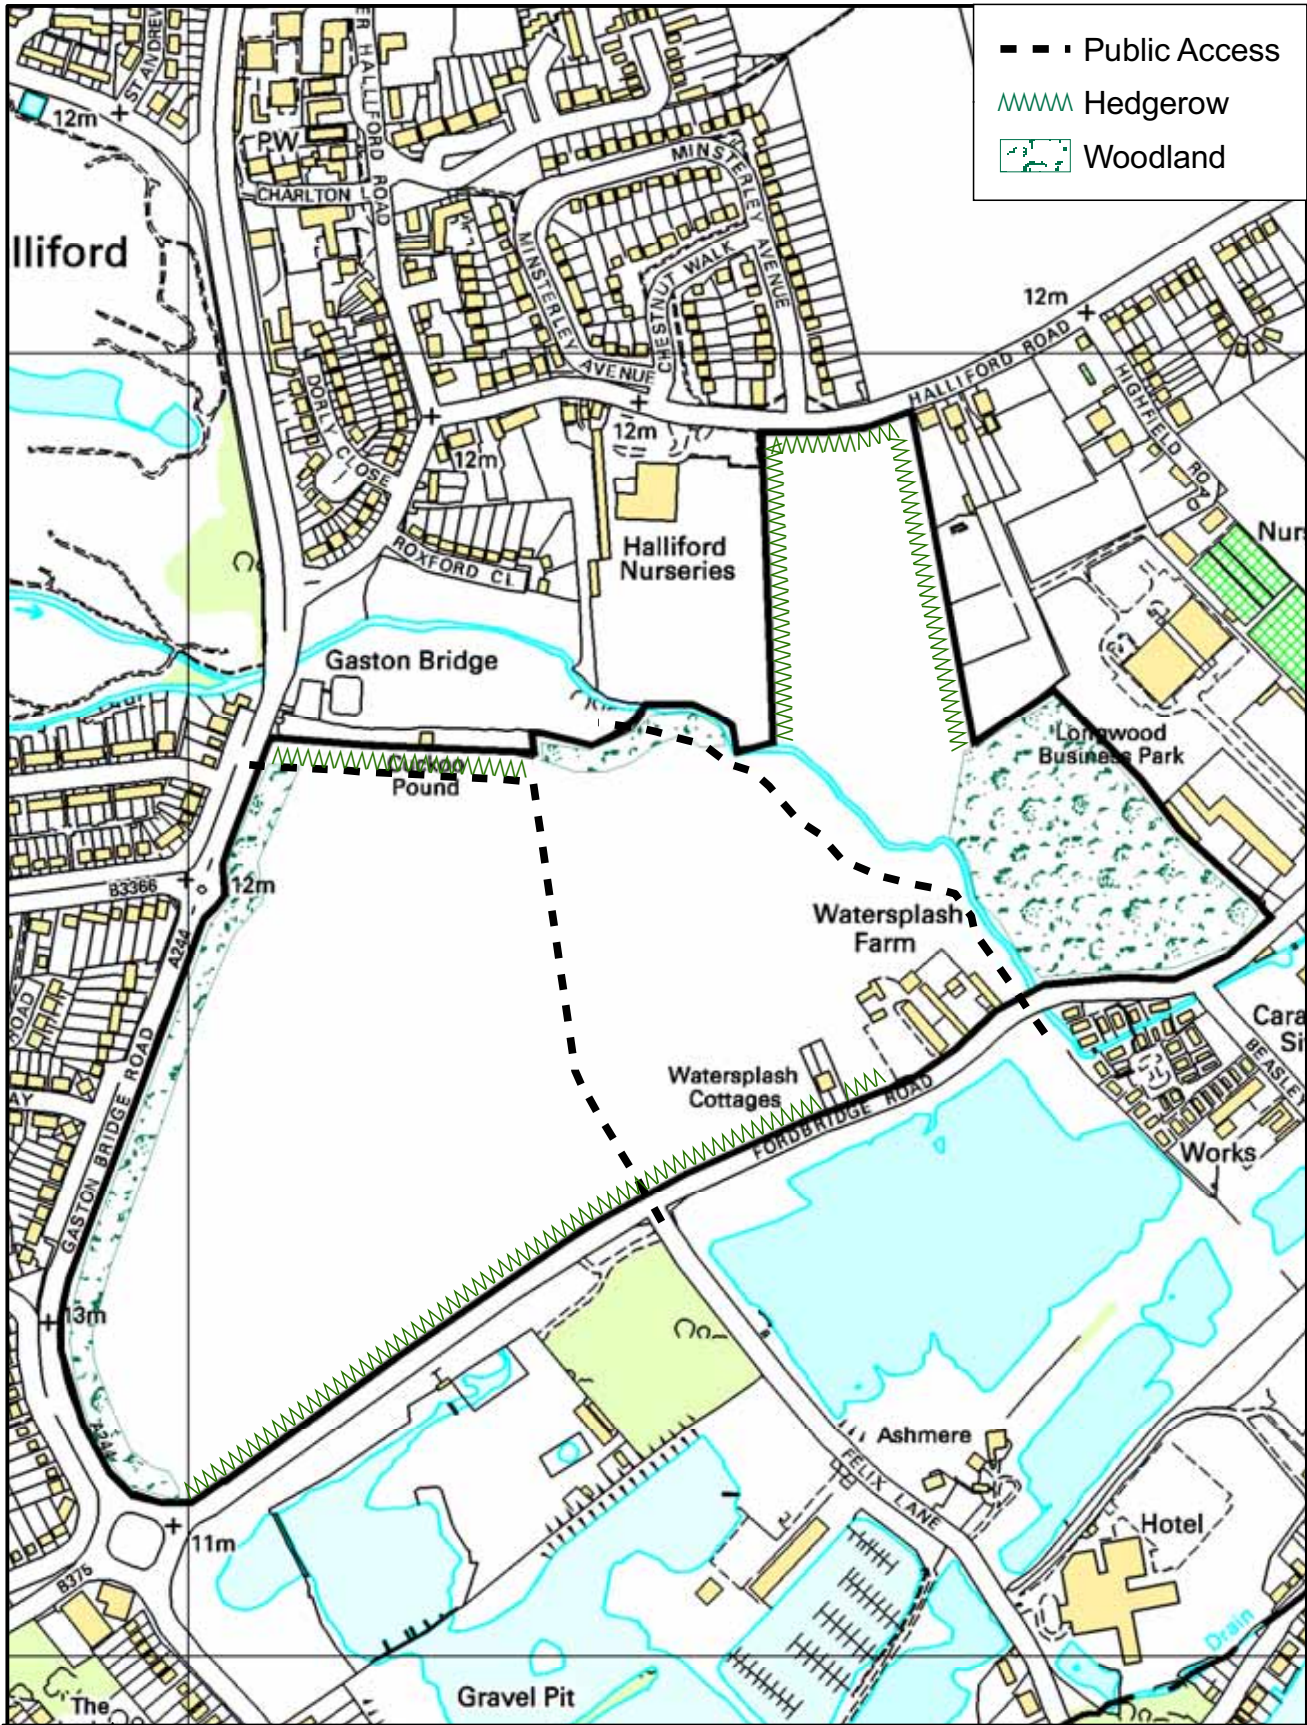 Public Access
Hedgerow
Woodland
ST ANDREW
ER HALLIFORD ROAD
12m
PW
CHARLTON L
MINSTERLEY AVENUE
lliford
MINSTERLEY AVENUE
CHESTNUT WALK
12m
HALLIFORD ROAD
HIGHFIELD ROAD
DORLY CLOSE
12m
12m
ROXFORD CL
Halliford
Nurseries
Nurs
Gaston Bridge
Longwood
Business Park
Cuckoo
Pound
B3366
12m
Watersplash
Farm
A244
ROAD
GASTON BRIDGE ROAD
Cara
Si
BEASLE
Watersplash
Cottages
FORDBRIDGE ROAD
AY
Works
13m
A244
Ashmere
FELIX LANE
Hotel
11m
B375
Drain
Gravel Pit
The